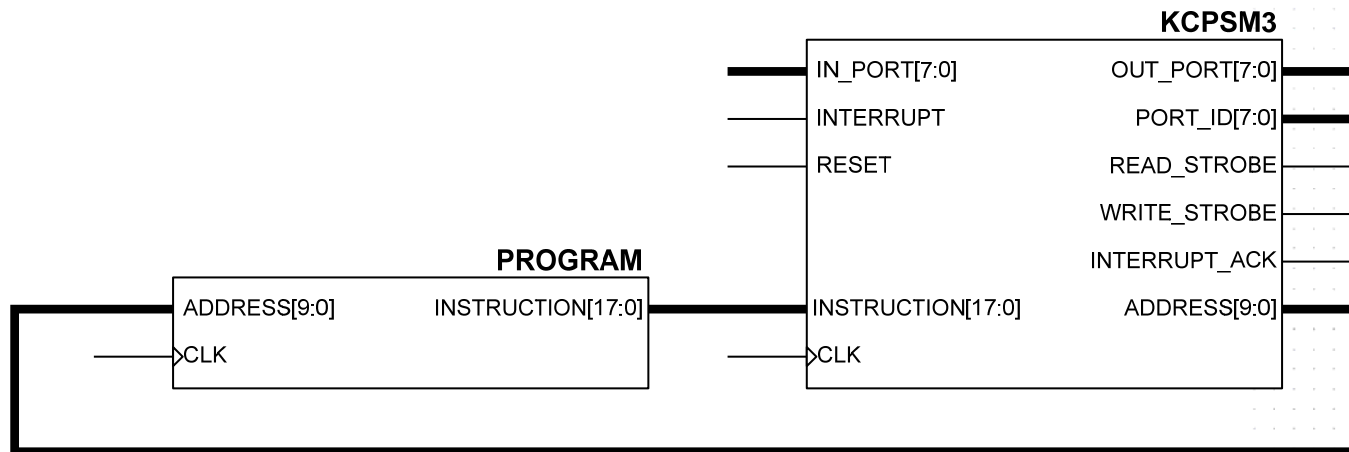 KCPSM3
IN_PORT[7:0] OUT_PORT[7:0]
INTERRUPT PORT_ID[7:0]
RESET READ_STROBE
WRITE_STROBE
PROGRAM INTERRUPT_ACK
ADDRESS[9:0] INSTRUCTION[17:0] INSTRUCTION[17:0] ADDRESS[9:0]
CLK CLK